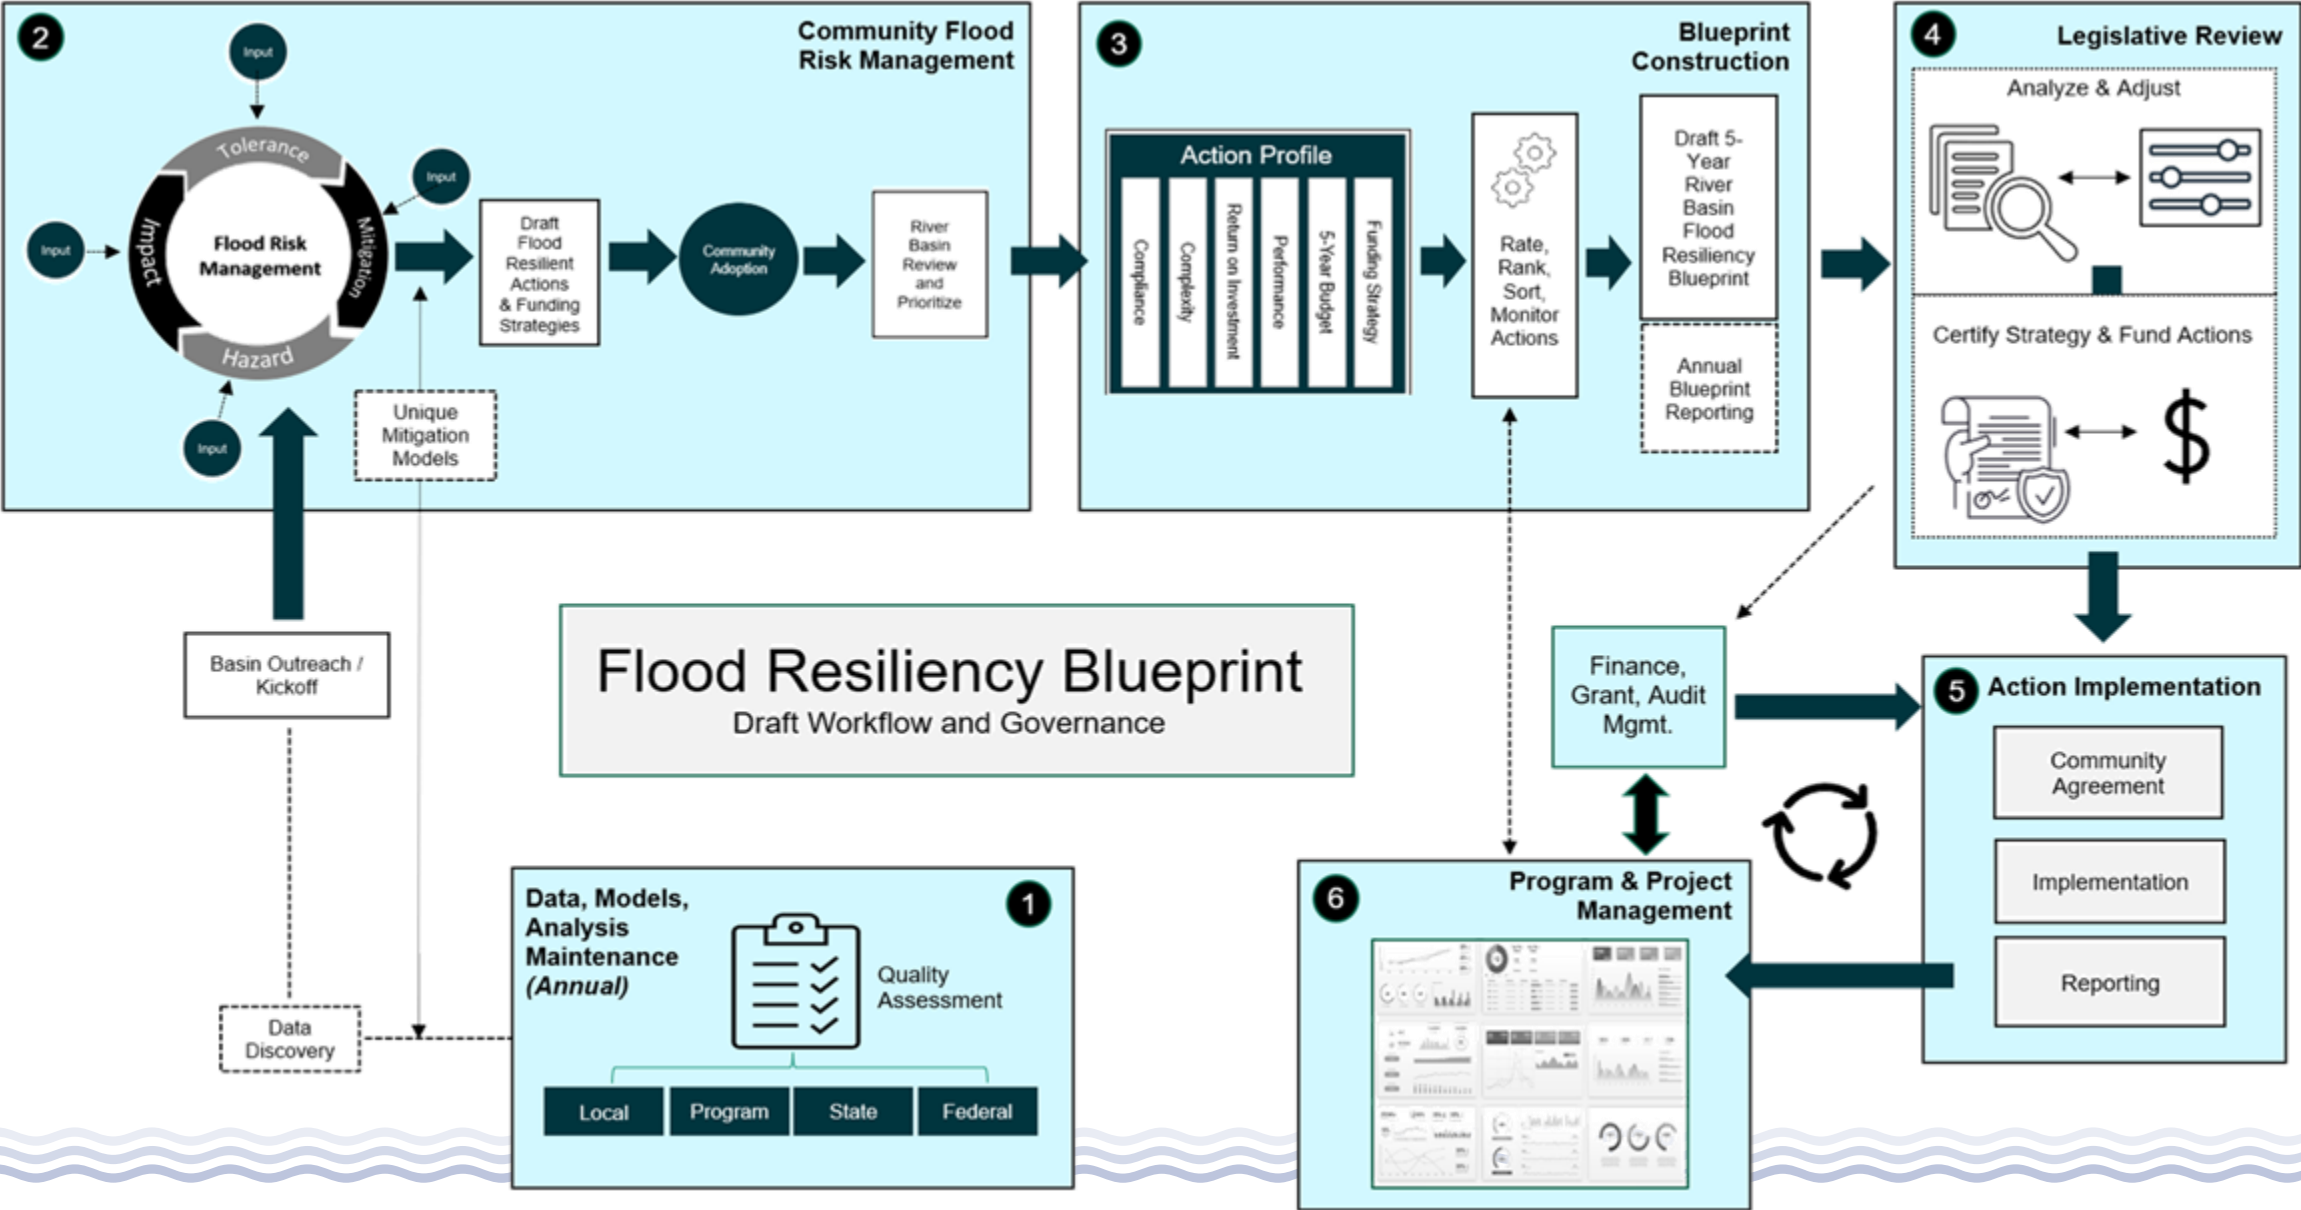 2
Community Flood
Risk Management
Input
Input
Input
Input
Tolerance
Mitigation
Hazard
Impact
Flood Risk
Management
Draft
Flood
Resilient
Actions
& Funding
Strategies
Community
Adoption
River
Basin
Review
and
Prioritize
Unique
Mitigation
Models
3
Blueprint
Construction
Action Profile
Compliance
Complexity
Return on Investment
Performance
5-Year Budget
Funding Strategy
Rate,
Rank,
Sort,
Monitor
Actions
Draft 5-
Year
River
Basin
Flood
Resiliency
Blueprint
Annual
Blueprint
Reporting
4
Legislative Review
Analyze & Adjust
Certify Strategy & Fund Actions
$
Basin Outreach /
Kickoff
Flood Resiliency Blueprint
Draft Workflow and Governance
Finance,
Grant, Audit
Mgmt.
5
Action Implementation
Community
Agreement
Implementation
Reporting
Data
Discovery
Data, Models,
Analysis
Maintenance
(Annual)
1
Quality
Assessment
Local
Program
State
Federal
6
Program & Project
Management